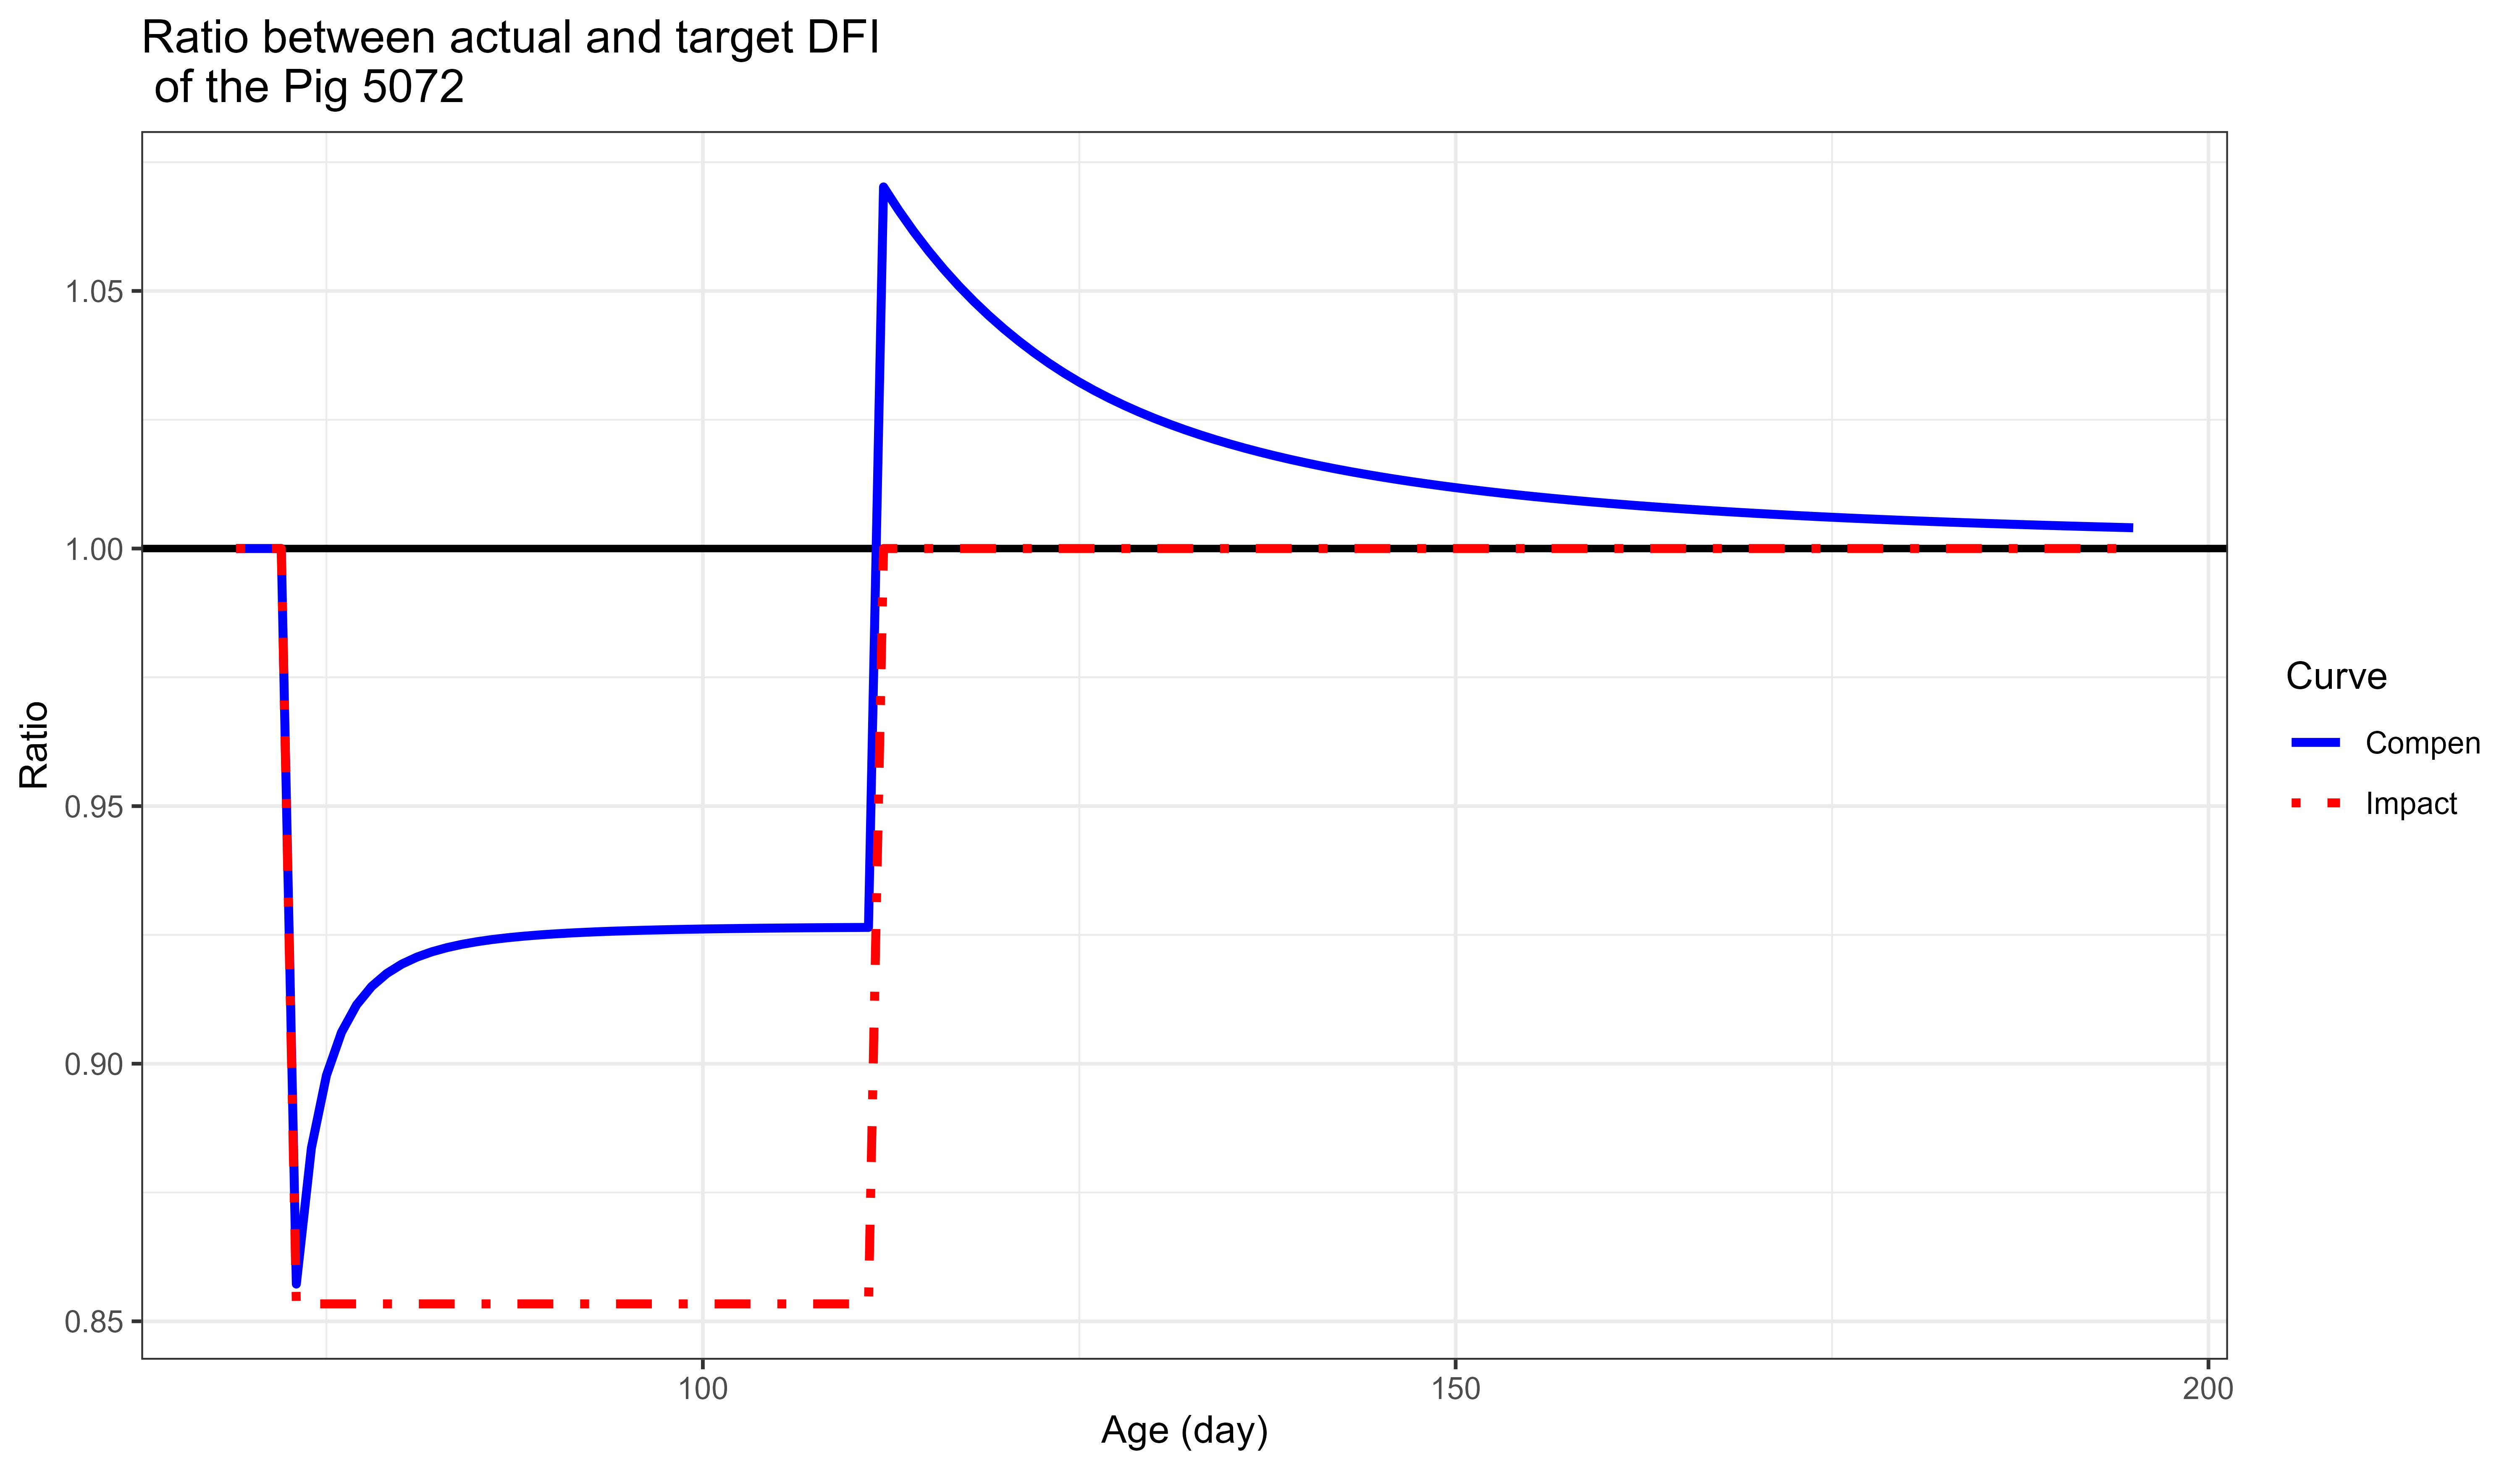 Ratio between actual and target DFI
of the Pig 5072
1.05
1.00
0.95
0.90
0.85
Ratio
100
150
200
Age (day)
Curve
Compen
Impact